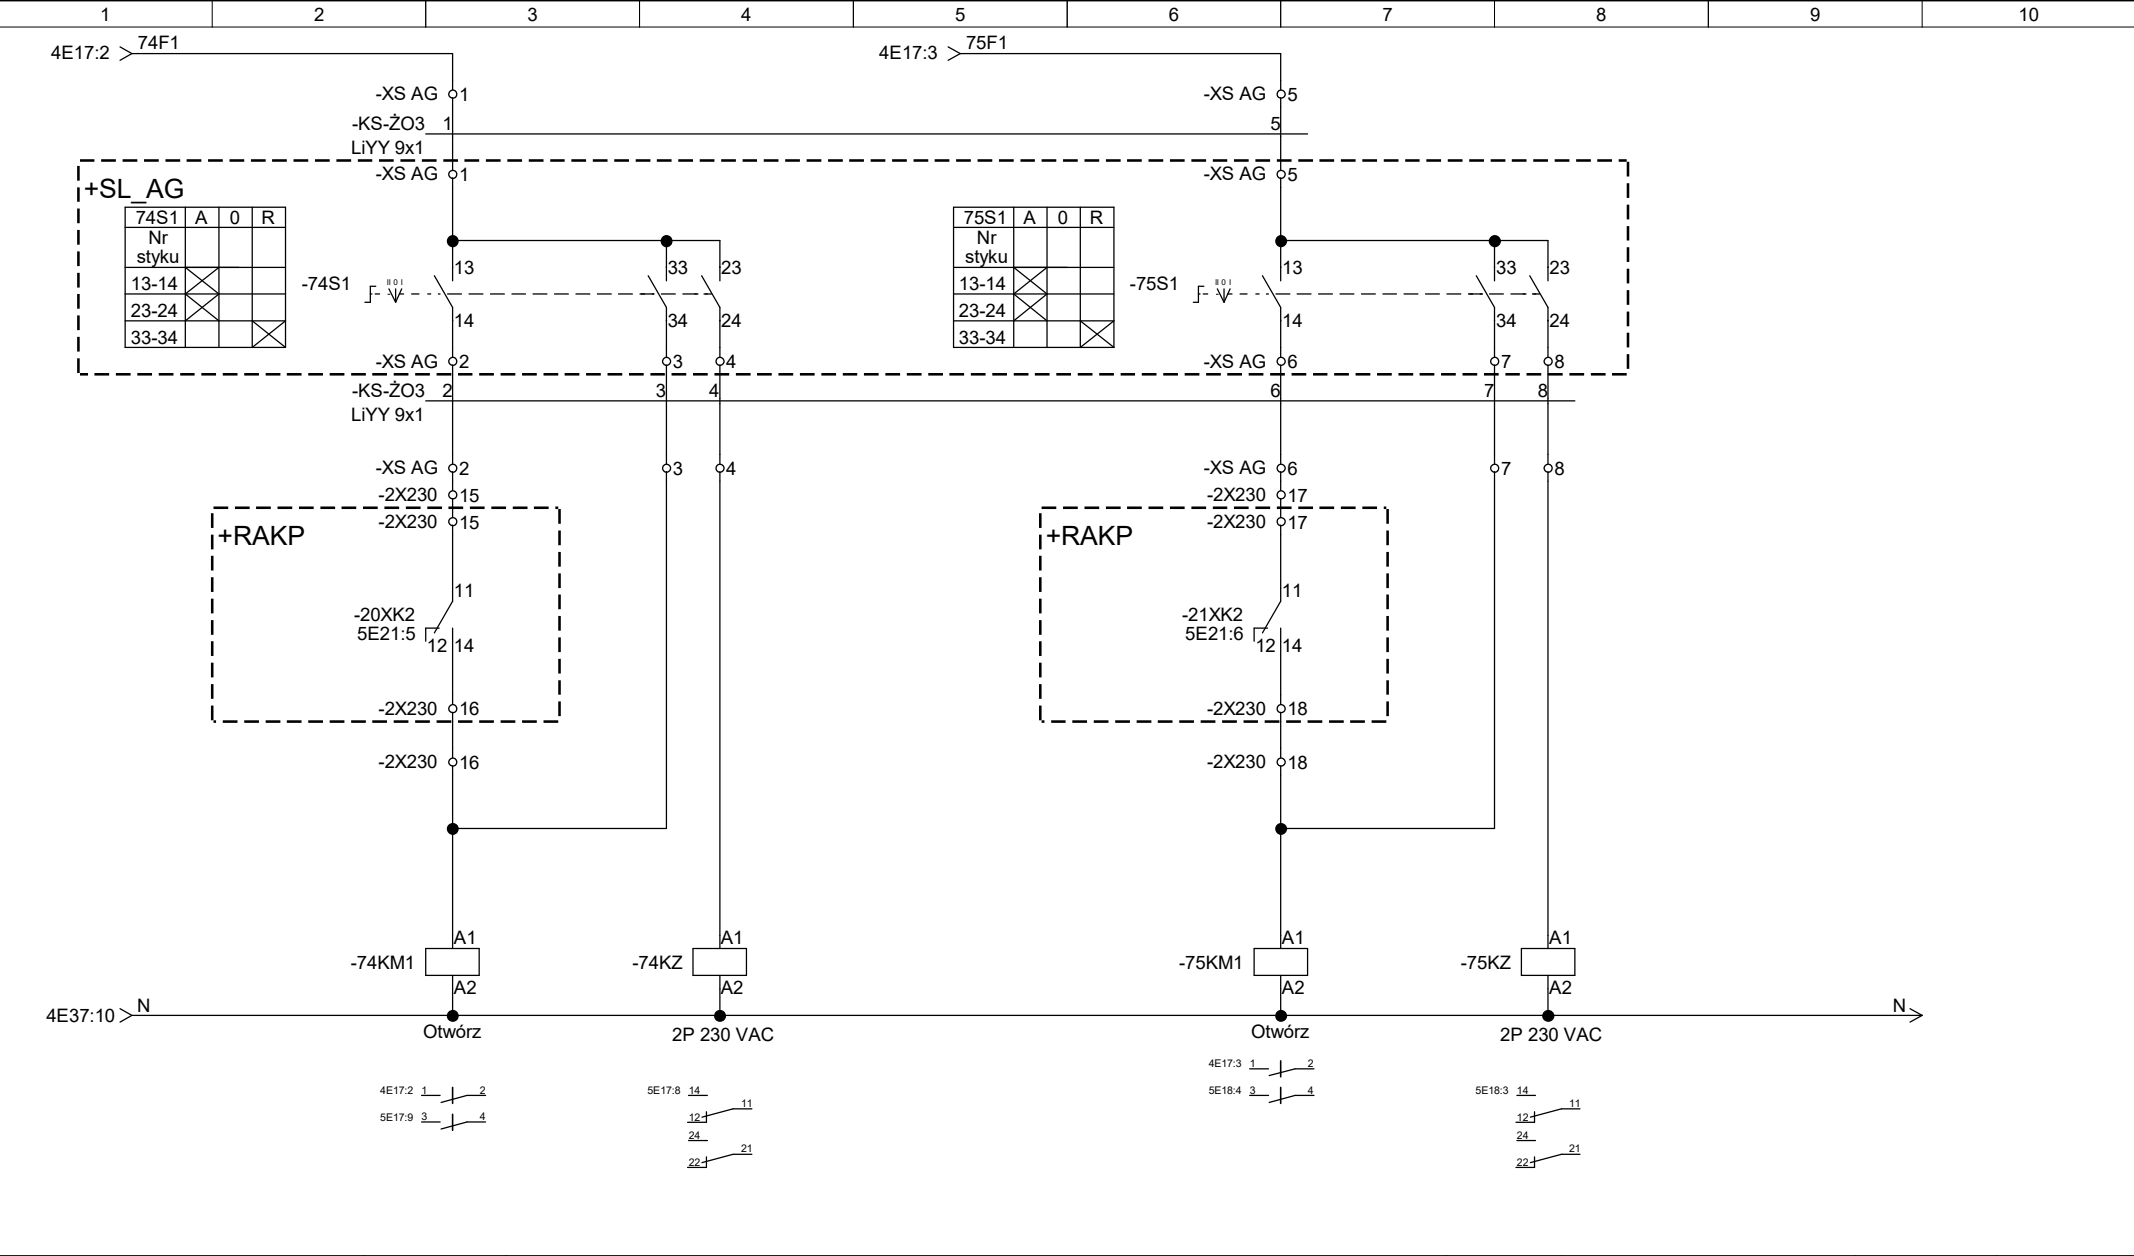 1 2 3 4 5 6 7 8 9 10
4E17:2 74F1 4E17:3 75F1
-XS AG 1 -XS AG 5
-KS-ŻO3 1 5
LiYY 9x1
-XS AG 1 -XS AG 5
+SL_AG
74S1 A 0 R 75S1 A 0 R
Nr Nr
styku styku
13 33 23 13 33 23
13-14 -74S1 II 0 I 13-14 -75S1 II 0 I
23-24 23-24
14 34 24 14 34 24
33-34 33-34
-XS AG 2 3 4 -XS AG 6 7 8
-KS-ŻO3 2 3 4 6 7 8
LiYY 9x1
-XS AG 2 3 4 -XS AG 6 7 8
-2X230 15 -2X230 17
-2X230 15 -2X230 17
+RAKP +RAKP
11 11
-20XK2 -21XK2
5E21:5 5E21:6
12 14 12 14
-2X230 16 -2X230 18
-2X230 16 -2X230 18
A1 A1 A1 A1
-74KM1 -74KZ -75KM1 -75KZ
A2 A2 A2 A2
4E37:10 N N
Otwórz 2P 230 VAC Otwórz 2P 230 VAC
4E17:3 1 2
4E17:2 1 2 5E17:8 14 5E18:4 3 4 5E18:3 14
11 11
5E17:9 3 4 12 12
24 24
21 21
22 22